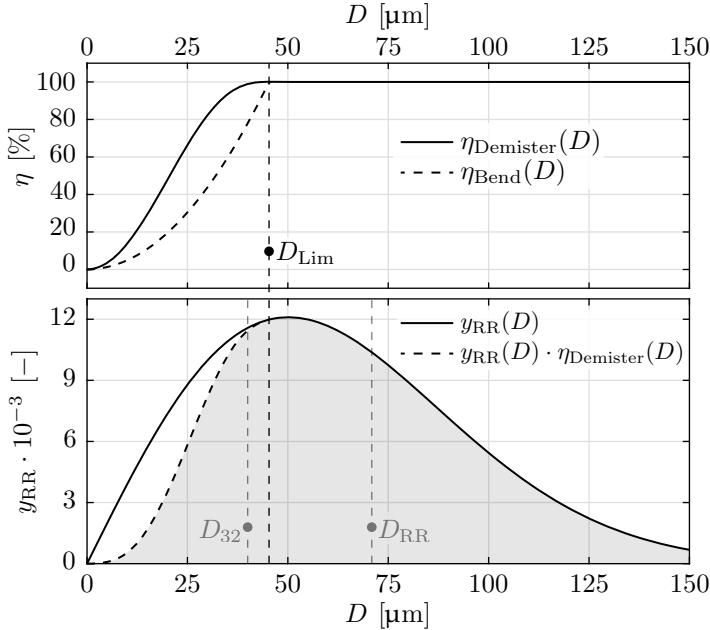 D [µm]
0 25 50 75 100 125 150
100
80
60
40
20
0
η [%]
η_Demister(D)
η_Bend(D)
D_Lim
12
9
6
3
0
y_RR · 10⁻³ [−]
y_RR(D)
y_RR(D) · η_Demister(D)
D_32
D_RR
0 25 50 75 100 125 150
D [µm]